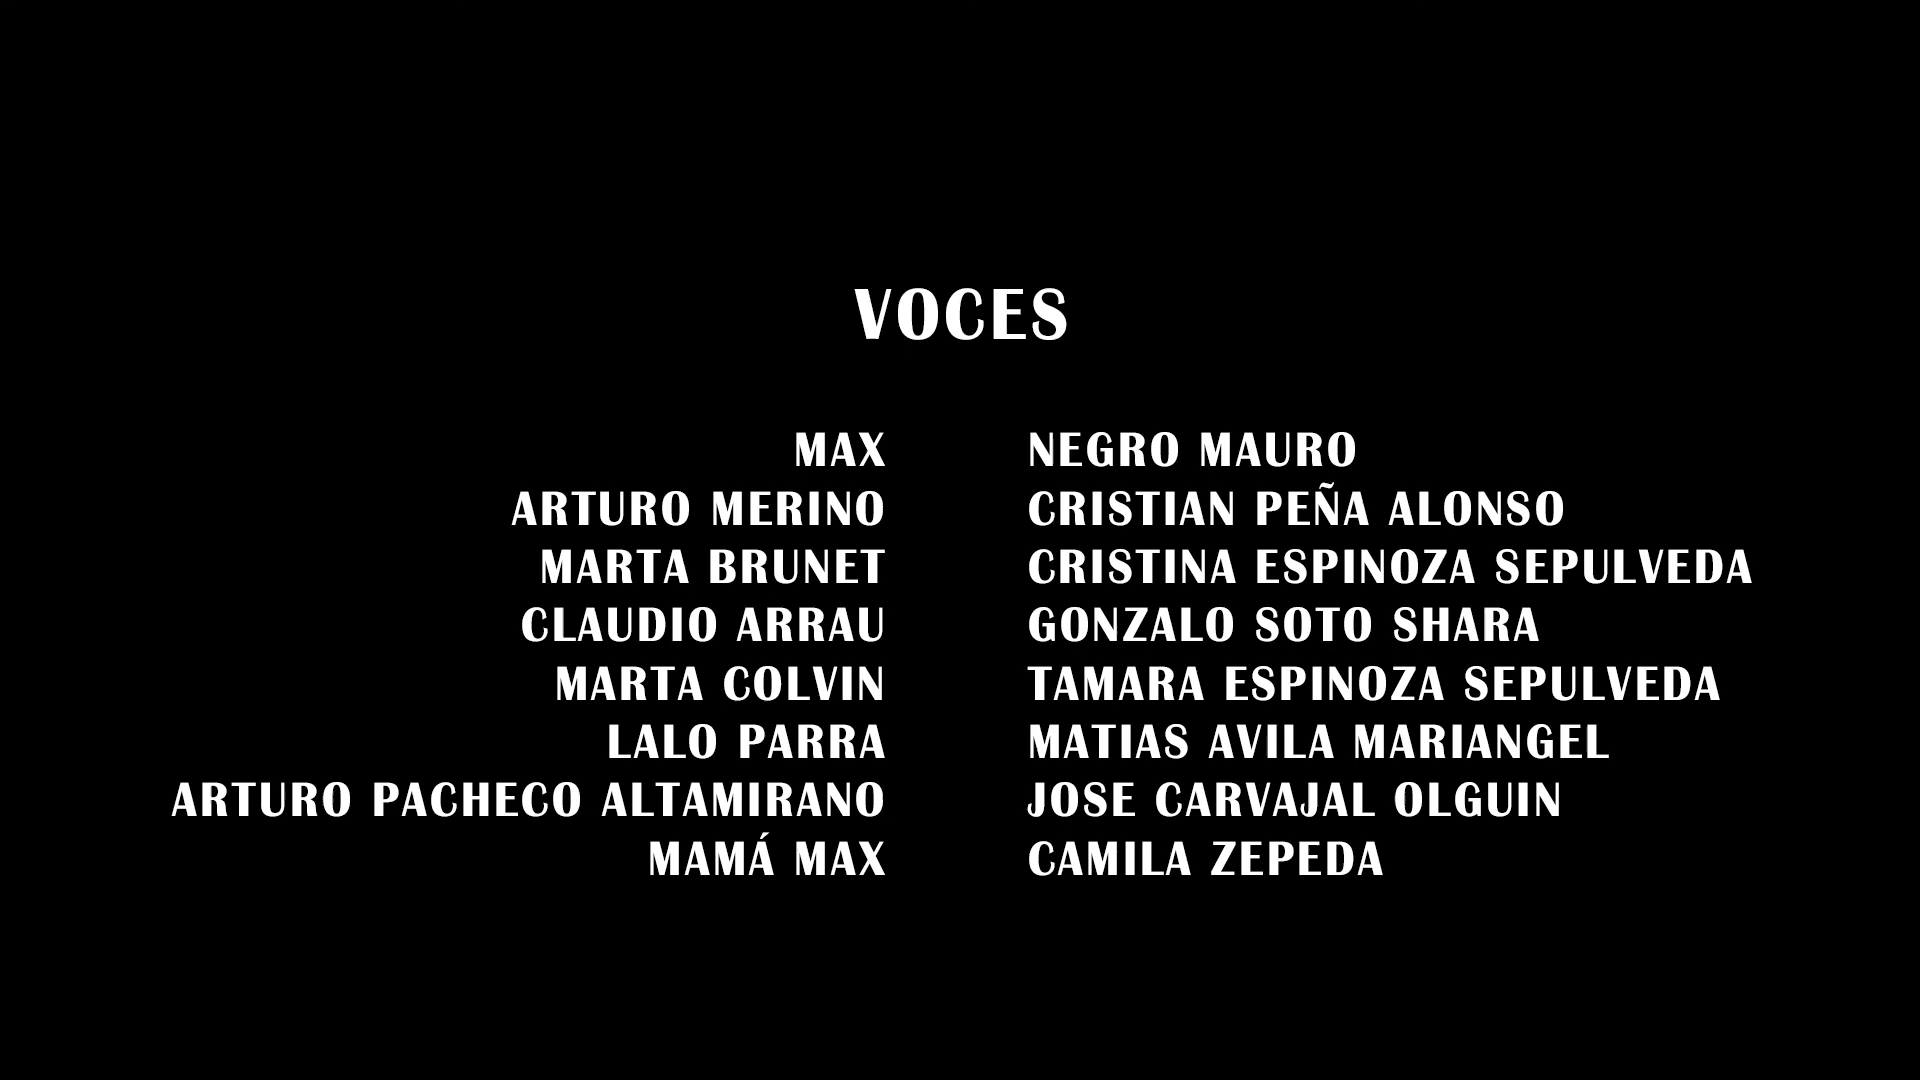 VOCES
MAX NEGRO MAURO
ARTURO MERINO CRISTIAN PEÑA ALONSO
MARTA BRUNET CRISTINA ESPINOZA SEPULVEDA
CLAUDIO ARRAU GONZALO SOTO SHARA
MARTA COLVIN TAMARA ESPINOZA SEPULVEDA
LALO PARRA MATIAS AVILA MARIANGEL
ARTURO PACHECO ALTAMIRANO JOSE CARVAJAL OLGUIN
MAMÁ MAX CAMILA ZEPEDA